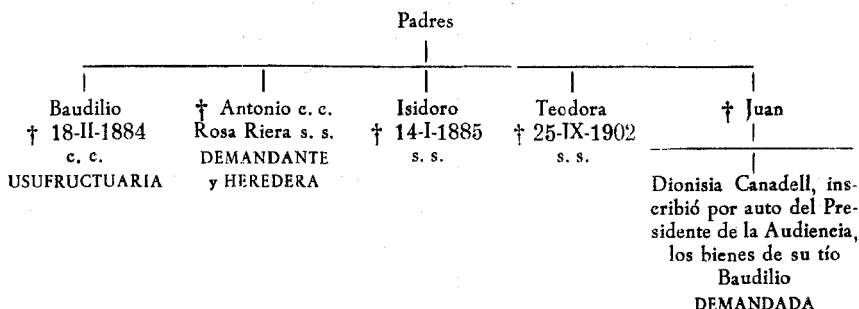 Padres
Baudilio
† 18-II-1884
c. c.
USUFRUCTUARIA
† Antonio c. c.
Rosa Riera s. s.
DEMANDANTE
y HEREDERA
Isidoro
† 14-I-1885
s. s.
Teodora
† 25-IX-1902
s. s.
† Juan
Dionisia Canadell, ins-
cribió por auto del Pre-
sidente de la Audiencia,
los bienes de su tío
Baudilio
DEMANDADA